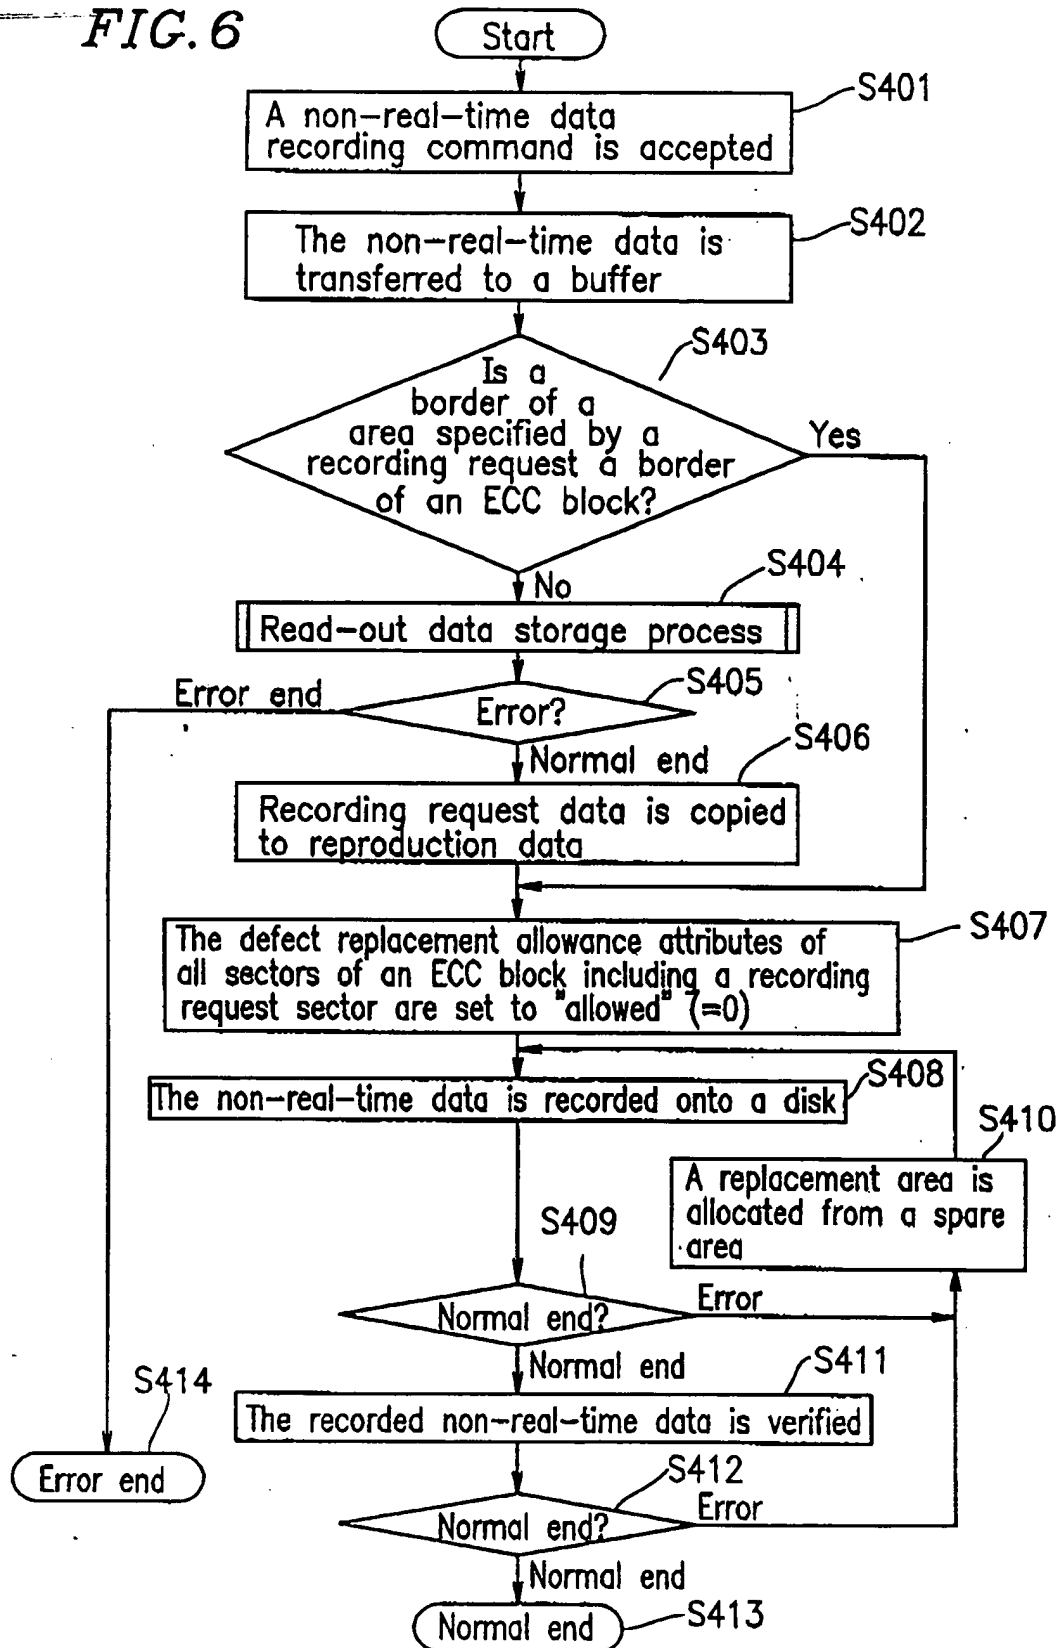 FIG. 6
Start
S401
A non-real-time data
recording command is accepted
S402
The non-real-time data is
transferred to a buffer
S403
Is a
border of a
area specified by a
recording request a border
of an ECC block?
Yes
No
S404
Read-out data storage process
S405
Error end
Error?
Normal end
S406
Recording request data is copied
to reproduction data
S407
The defect replacement allowance attributes of
all sectors of an ECC block including a recording
request sector are set to "allowed" (=0)
S408
The non-real-time data is recorded onto a disk
S410
A replacement area is
allocated from a spare
area
S409
Normal end?
Error
Normal end
S411
The recorded non-real-time data is verified
S414
Error end
S412
Normal end?
Error
Normal end
S413
Normal end